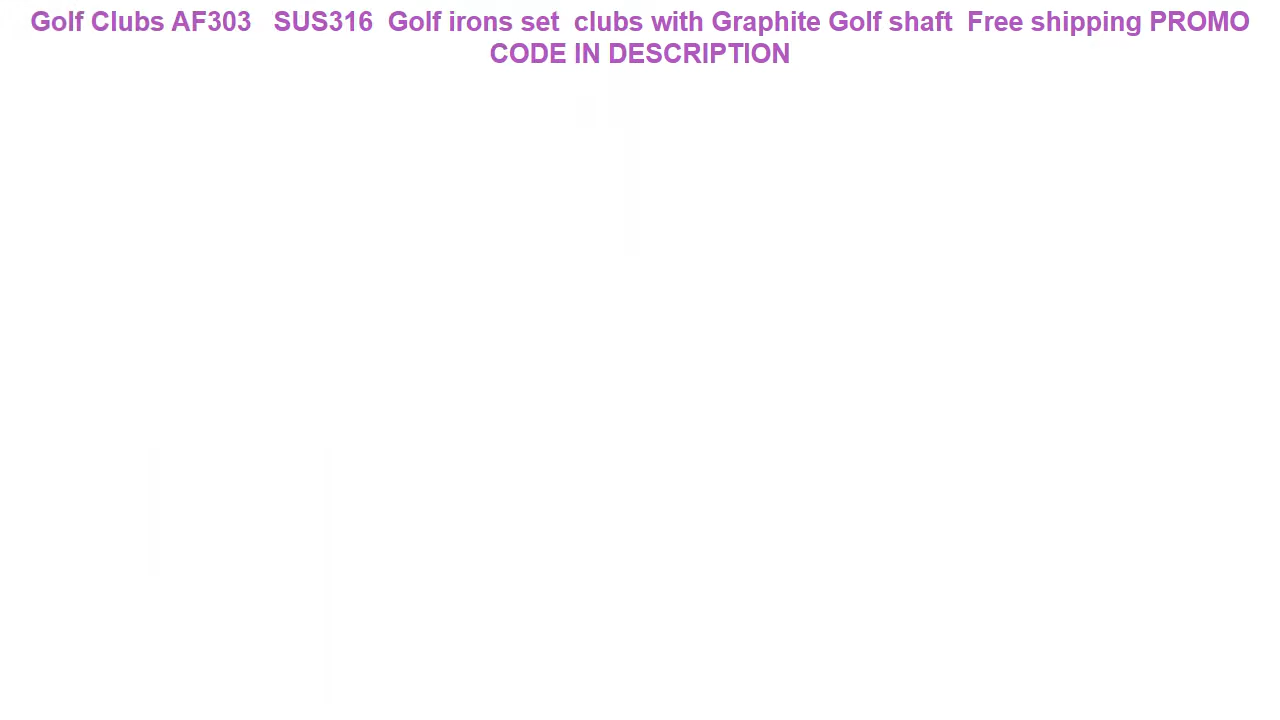 Golf Clubs AF303   SUS316  Golf irons set  clubs with Graphite Golf shaft  Free shipping PROMO
CODE IN DESCRIPTION